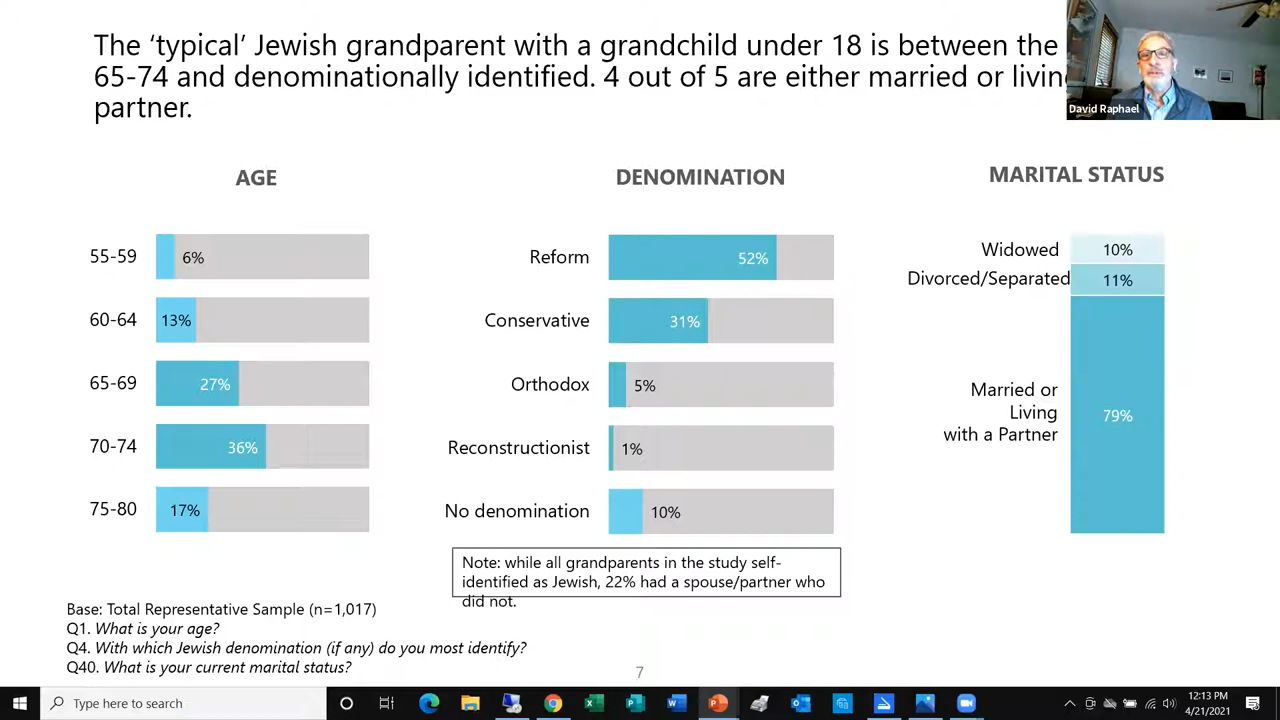 The ‘typical’ Jewish grandparent with a grandchild under 18 is between the
65-74 and denominationally identified. 4 out of 5 are either married or
partner.
David Raphael
AGE
55-59 6%
60-64 13%
65-69 27%
70-74 36%
75-80 17%
DENOMINATION
Reform 52%
Conservative 31%
Orthodox 5%
Reconstructionist 1%
No denomination 10%
Note: while all grandparents in the study self-
identified as Jewish, 22% had a spouse/partner who
did not.
MARITAL STATUS
Widowed 10%
Divorced/Separated 11%
Married or
Living
with a Partner
79%
Base: Total Representative Sample (n=1,017)
Q1. What is your age?
Q4. With which Jewish denomination (if any) do you most identify?
Q40. What is your current marital status?
7
Type here to search
12:13 PM
4/21/2021